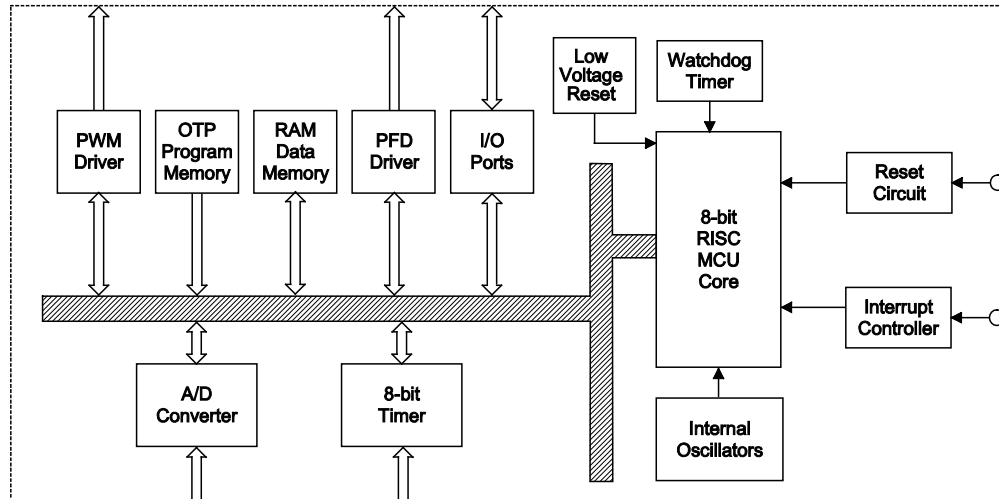 Low
Voltage
Reset
Watchdog
Timer
PWM
Driver
OTP
Program
Memory
RAM
Data
Memory
PFD
Driver
I/O
Ports
8-bit
RISC
MCU
Core
Reset
Circuit
Interrupt
Controller
A/D
Converter
8-bit
Timer
Internal
Oscillators